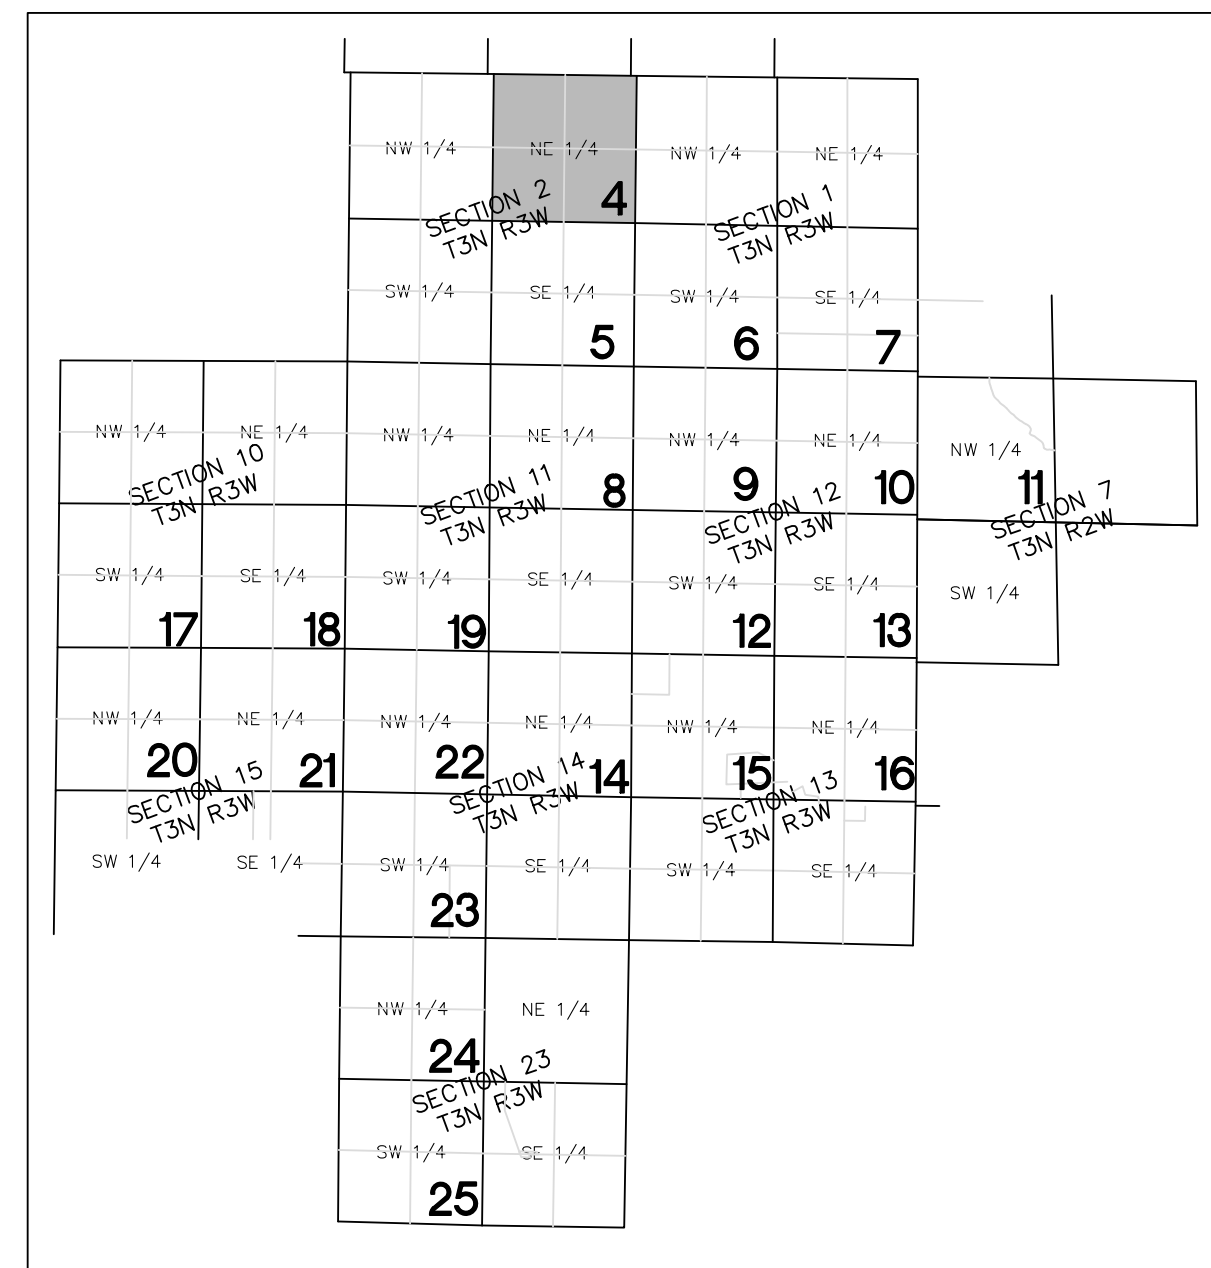 NW 1/4
NE 1/4
NW 1/4
NE 1/4
4
SECTION 2
T3N R3W
SECTION 1
T3N R3W
SW 1/4
SE 1/4
SW 1/4
SE 1/4
5
6
7
NW 1/4
NE 1/4
NW 1/4
NE 1/4
NW 1/4
NE 1/4
NW 1/4
SECTION 10
T3N R3W
SECTION 11
T3N R3W
8
9
SECTION 12
T3N R3W
10
11
SECTION 7
T3N R2W
SW 1/4
SE 1/4
SW 1/4
SE 1/4
SW 1/4
SE 1/4
SW 1/4
17
18
19
12
13
NW 1/4
NE 1/4
NW 1/4
NE 1/4
NW 1/4
NE 1/4
20
21
22
14
15
16
SECTION 15
T3N R3W
SECTION 14
T3N R3W
SECTION 13
T3N R3W
SW 1/4
SE 1/4
SW 1/4
SE 1/4
SW 1/4
SE 1/4
23
NW 1/4
NE 1/4
24
SECTION 23
T3N R3W
SW 1/4
SE 1/4
25